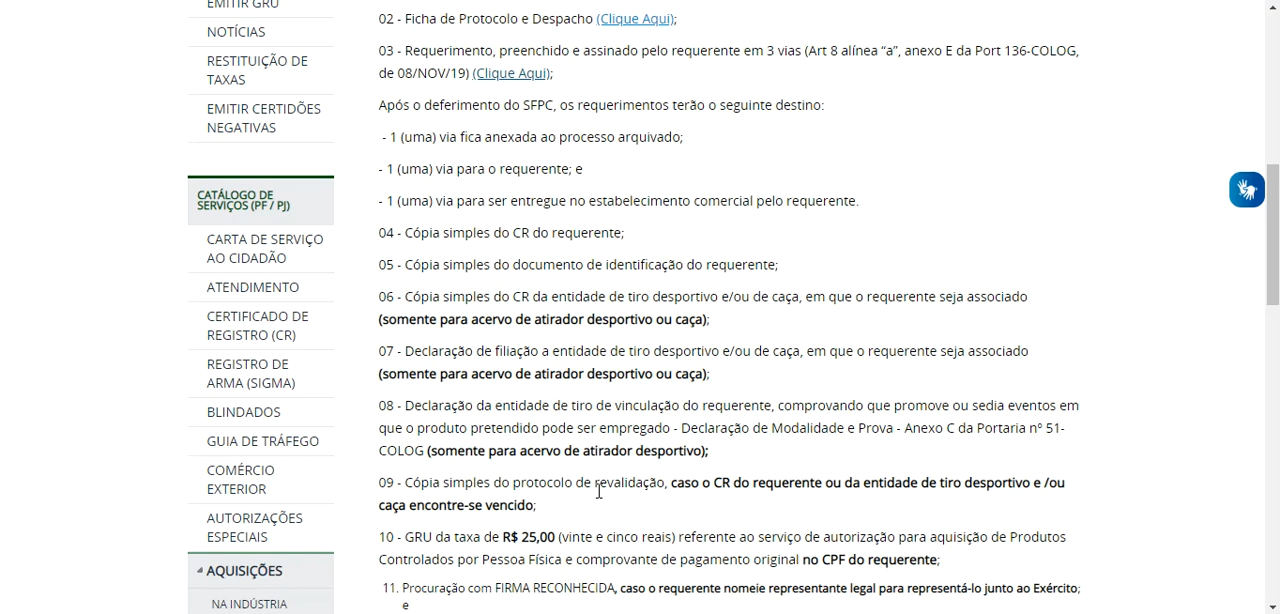 EMITIR GRU
NOTÍCIAS
RESTITUIÇÃO DE
TAXAS
EMITIR CERTIDÕES
NEGATIVAS
CATÁLOGO DE
SERVIÇOS (PF / PJ)
CARTA DE SERVIÇO
AO CIDADÃO
ATENDIMENTO
CERTIFICADO DE
REGISTRO (CR)
REGISTRO DE
ARMA (SIGMA)
BLINDADOS
GUIA DE TRÁFEGO
COMÉRCIO
EXTERIOR
AUTORIZAÇÕES
ESPECIAIS
AQUISIÇÕES
NA INDÚSTRIA
02 - Ficha de Protocolo e Despacho (Clique Aqui);
03 - Requerimento, preenchido e assinado pelo requerente em 3 vias (Art 8 alínea “a”, anexo E da Port 136-COLOG,
de 08/NOV/19) (Clique Aqui);
Após o deferimento do SFPC, os requerimentos terão o seguinte destino:
- 1 (uma) via fica anexada ao processo arquivado;
- 1 (uma) via para o requerente; e
- 1 (uma) via para ser entregue no estabelecimento comercial pelo requerente.
04 - Cópia simples do CR do requerente;
05 - Cópia simples do documento de identificação do requerente;
06 - Cópia simples do CR da entidade de tiro desportivo e/ou de caça, em que o requerente seja associado
(somente para acervo de atirador desportivo ou caça);
07 - Declaração de filiação a entidade de tiro desportivo e/ou de caça, em que o requerente seja associado
(somente para acervo de atirador desportivo ou caça);
08 - Declaração da entidade de tiro de vinculação do requerente, comprovando que promove ou sedia eventos em
que o produto pretendido pode ser empregado - Declaração de Modalidade e Prova - Anexo C da Portaria nº 51-
COLOG (somente para acervo de atirador desportivo);
09 - Cópia simples do protocolo de revalidação, caso o CR do requerente ou da entidade de tiro desportivo e /ou
caça encontre-se vencido;
10 - GRU da taxa de R$ 25,00 (vinte e cinco reais) referente ao serviço de autorização para aquisição de Produtos
Controlados por Pessoa Física e comprovante de pagamento original no CPF do requerente;
11. Procuração com FIRMA RECONHECIDA, caso o requerente nomeie representante legal para representá-lo junto ao Exército;
e